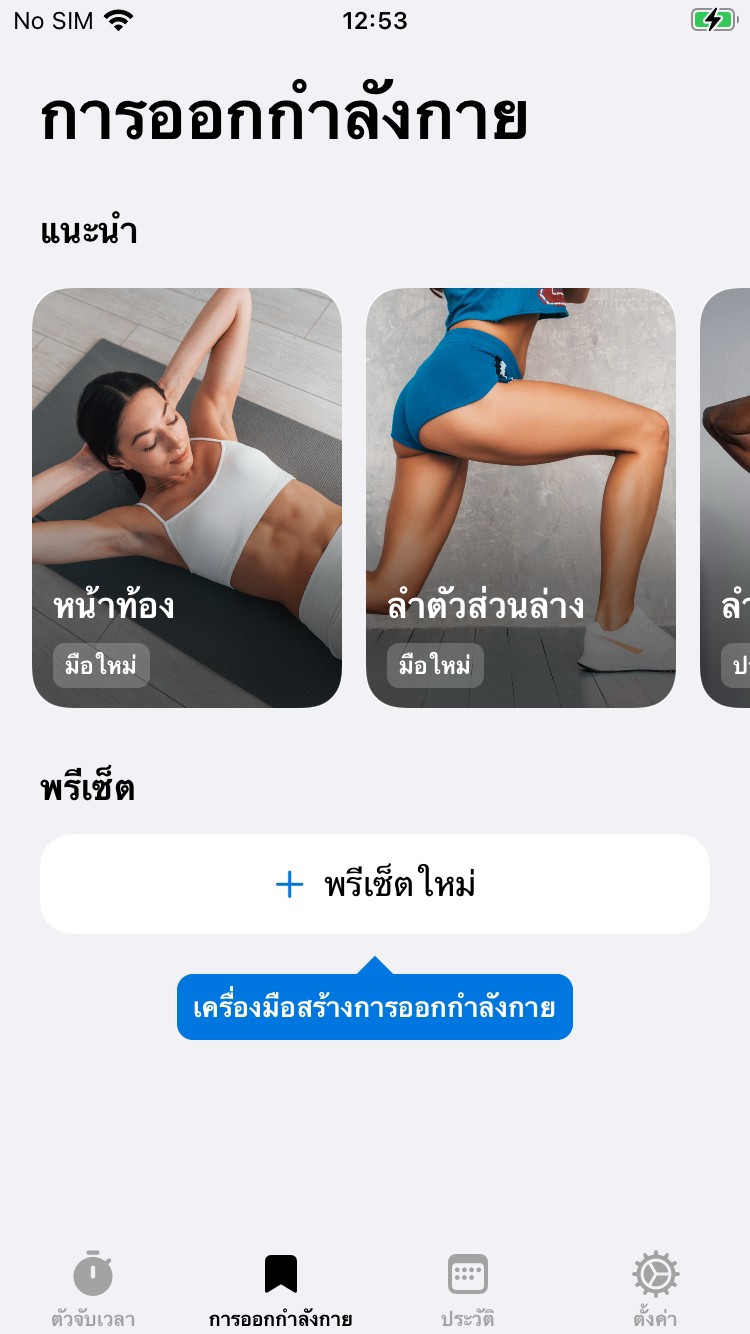 No SIM 12:53
การออกกำลังกาย
แนะนำ
หน้าท้อง
มือใหม่
ลำตัวส่วนล่าง
มือใหม่
พรีเซ็ต
พรีเซ็ตใหม่
เครื่องมือสร้างการออกกำลังกาย
ตัวจับเวลา
การออกกำลังกาย
ประวัติ
ตั้งค่า